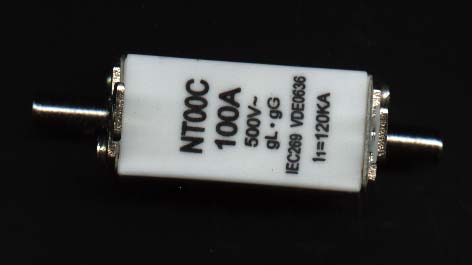 NT00C
100A
500V~
gL·gG
IEC269 VDE0636
I1=120KA